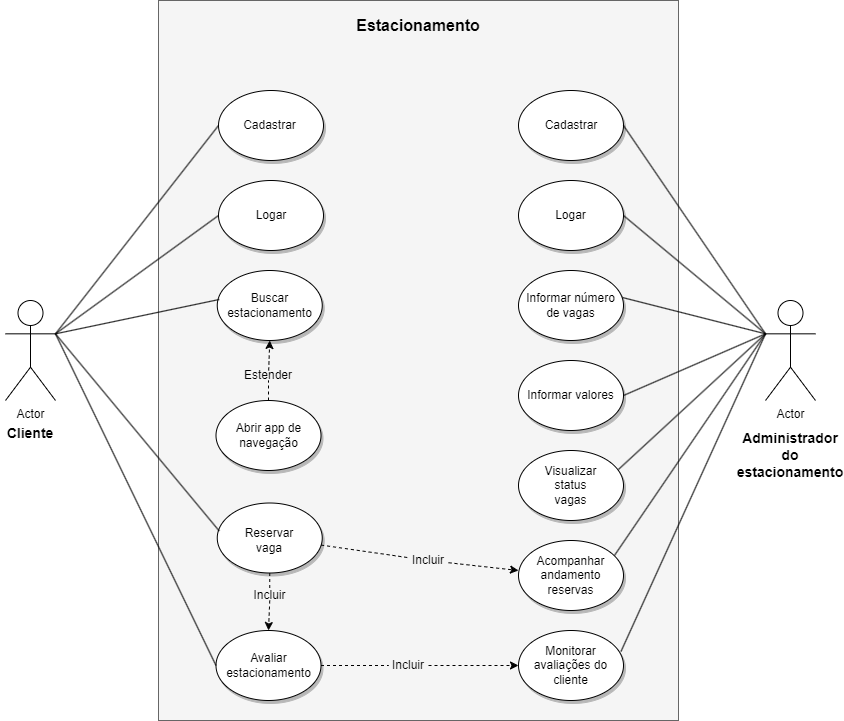 Estacionamento
Cadastrar
Cadastrar
Logar
Logar
Buscar
estacionamento
Informar número
de vagas
Estender
Informar valores
Actor
Cliente
Actor
Administrador
do
estacionamento
Abrir app de
navegação
Visualizar
status
vagas
Reservar
vaga
Incluir
Acompanhar
andamento
reservas
Incluir
Avaliar
estacionamento
Incluir
Monitorar
avaliações do
cliente